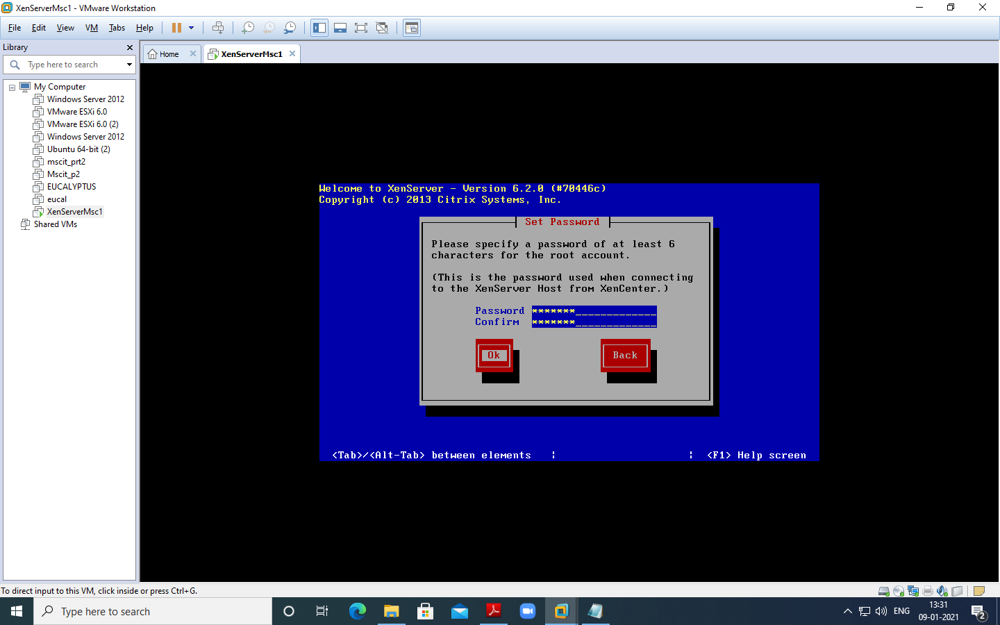 XenServerMsc1 - VMware Workstation
File Edit View VM Tabs Help
Library
Home
XenServerMsc1
Type here to search
My Computer
Windows Server 2012
VMware ESXi 6.0
VMware ESXi 6.0 (2)
Windows Server 2012
Ubuntu 64-bit (2)
mscit_prt2
Mscit_p2
EUCALYPTUS
eucal
XenServerMsc1
Shared VMs
Welcome to XenServer - Version 6.2.0 (#70446c)
Copyright (c) 2013 Citrix Systems, Inc.
Set Password
Please specify a password of at least 6
characters for the root account.
(This is the password used when connecting
to the XenServer Host from XenCenter.)
Password *******_____________
Confirm *******_____________
Ok Back
<Tab>/<Alt-Tab> between elements ¦ ¦ <F1> Help screen
To direct input to this VM, click inside or press Ctrl+G.
Type here to search
ENG
13:31
09-01-2021
2